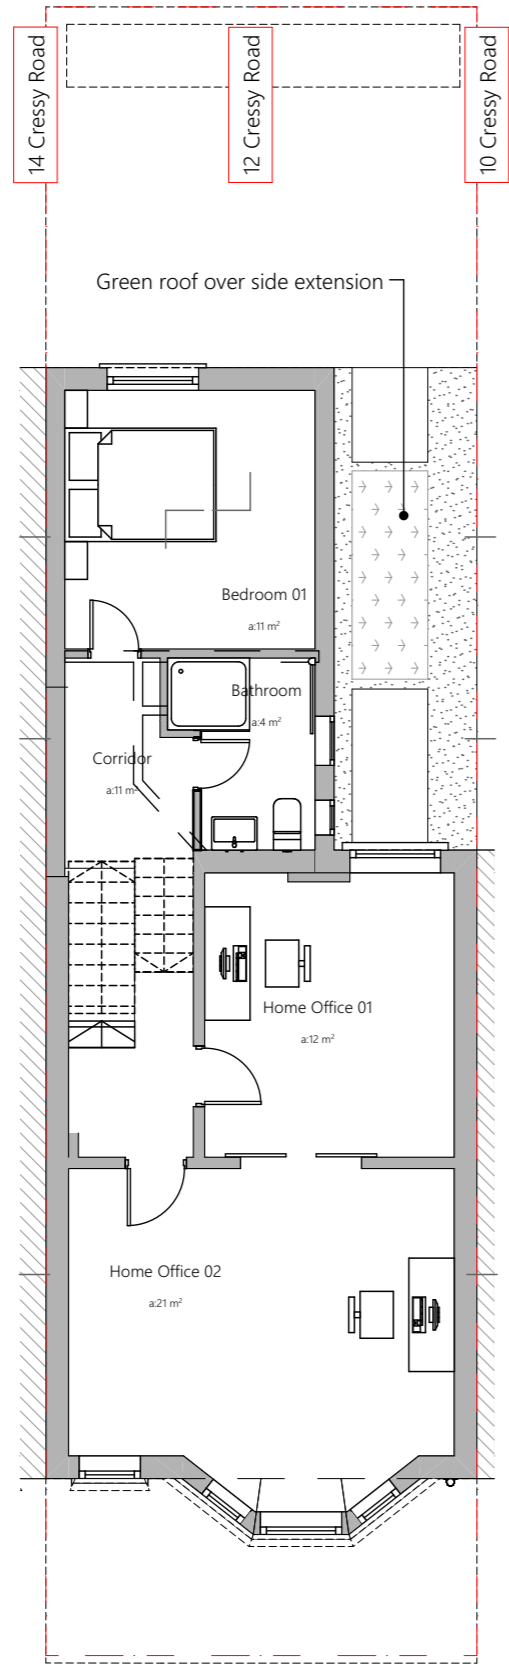 14 Cressy Road
12 Cressy Road
10 Cressy Road
Green roof over side extension
Bedroom 01
a:11 m²
Bathroom
a:4 m²
Corridor
a:11 m²
Home Office 01
a:12 m²
Home Office 02
a:21 m²